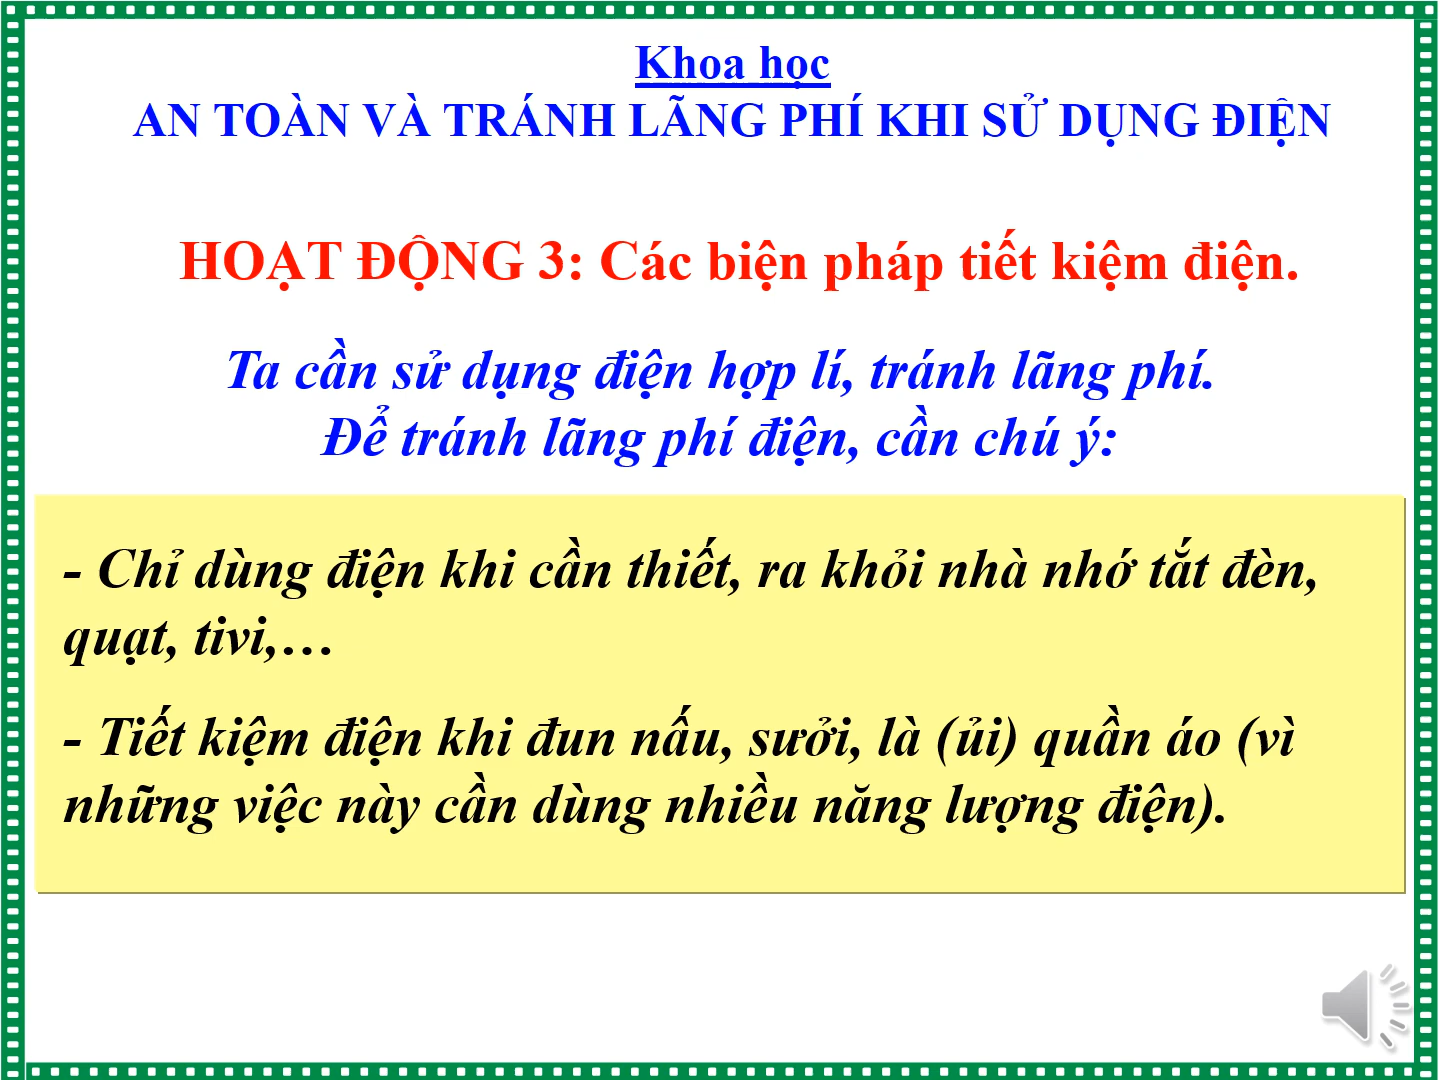 Khoa học
AN TOÀN VÀ TRÁNH LÃNG PHÍ KHI SỬ DỤNG ĐIỆN
HOẠT ĐỘNG 3: Các biện pháp tiết kiệm điện.
Ta cần sử dụng điện hợp lí, tránh lãng phí.
Để tránh lãng phí điện, cần chú ý:
- Chỉ dùng điện khi cần thiết, ra khỏi nhà nhớ tắt đèn,
quạt, tivi,…
- Tiết kiệm điện khi đun nấu, sưởi, là (ủi) quần áo (vì
những việc này cần dùng nhiều năng lượng điện).